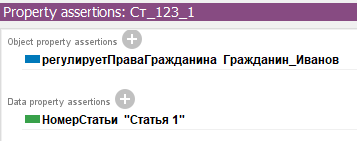 Property assertions: Ст_123_1
Object property assertions
регулируетПраваГражданина Гражданин_Иванов
Data property assertions
НомерСтатьи "Статья 1"